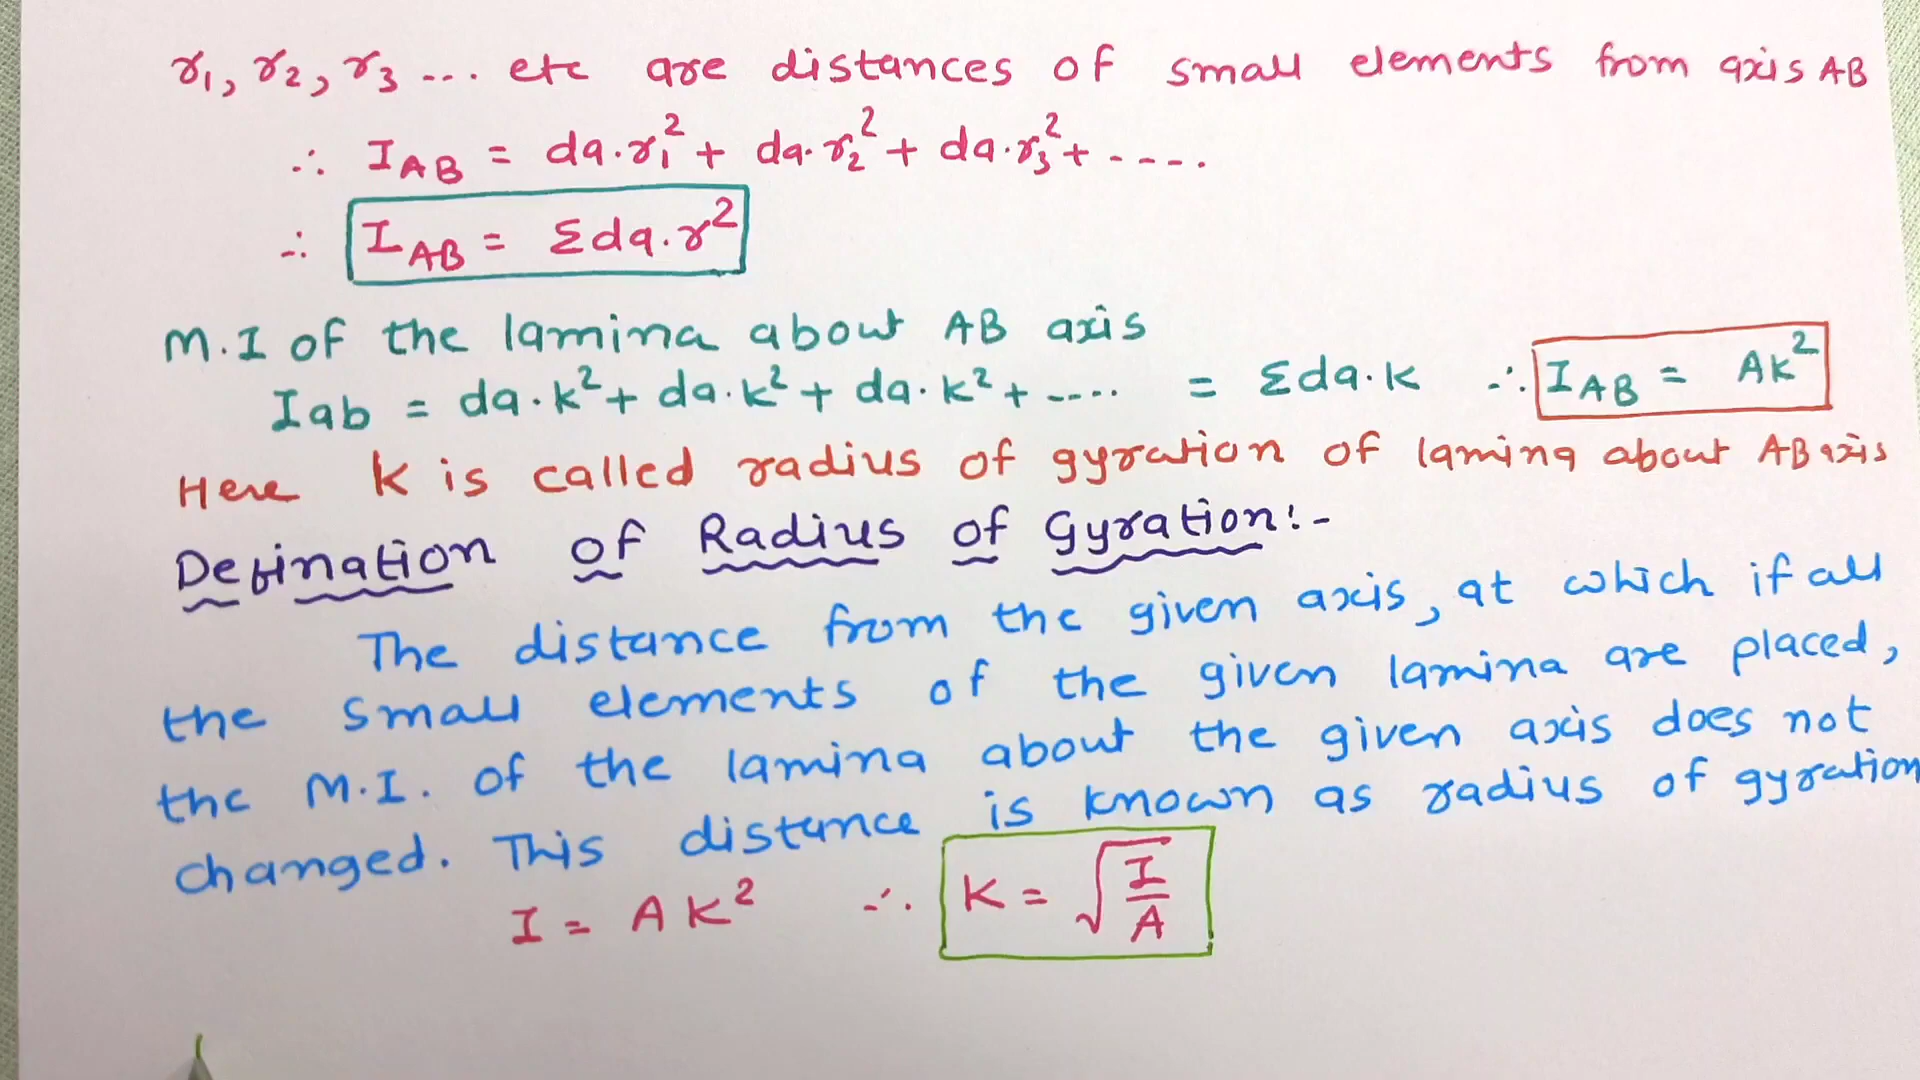 r1, r2, r3 ... etc are distances of small elements from axis AB
∴ I_AB = da.r₁² + da.r₂² + da.r₃² + ----.
∴ I_AB = Σda.r²
M.I of the lamina about AB axis
Iab = da.k² + da.k² + da.k² + .... = Σda.k ∴ I_AB = Ak²
Here k is called radius of gyration of lamina about AB axis
Defination of Radius of Gyration:-
The distance from the given axis, at which if all
the small elements of the given lamina are placed,
the M.I. of the lamina about the given axis does not
changed. This distance is known as radius of gyration
I = AK² ∴ K = √(I/A)